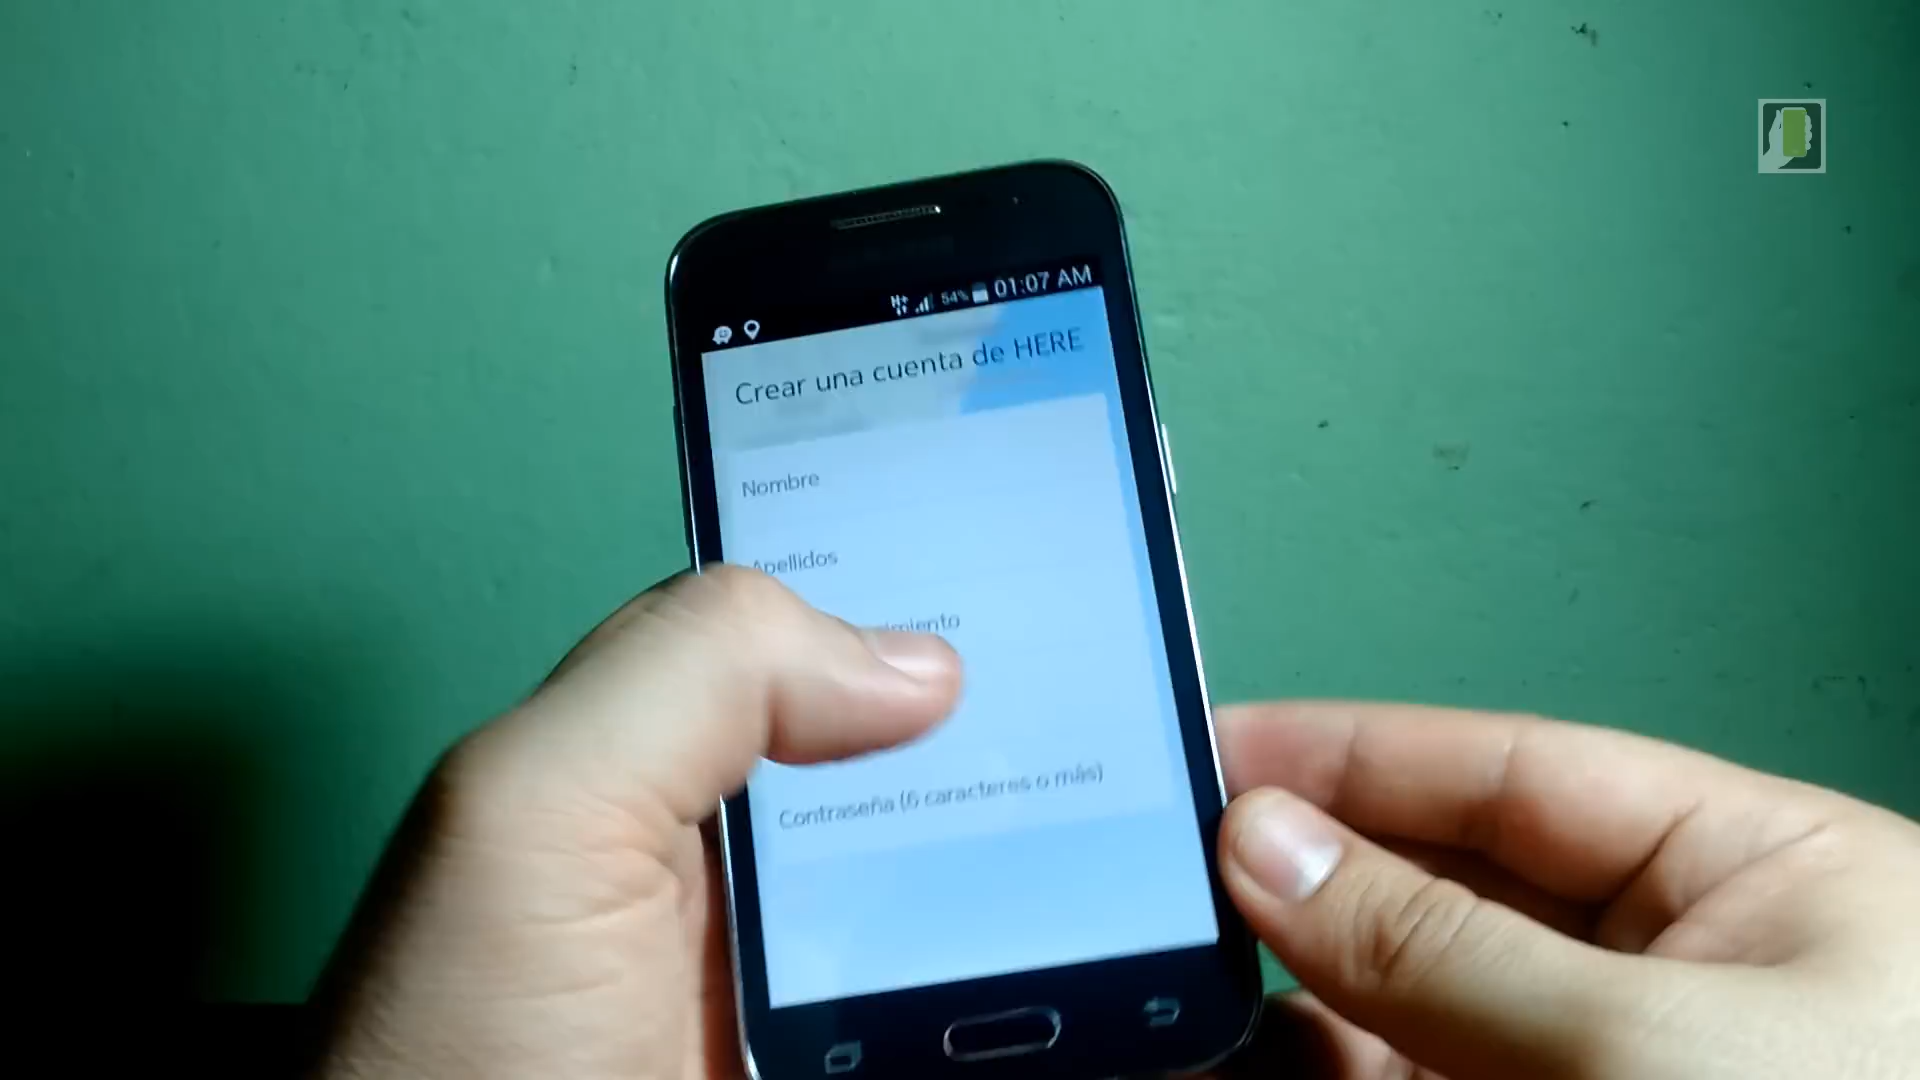 H+ 54% 01:07 AM
Crear una cuenta de HERE
Nombre
Apellidos
Contraseña (6 caracteres o más)